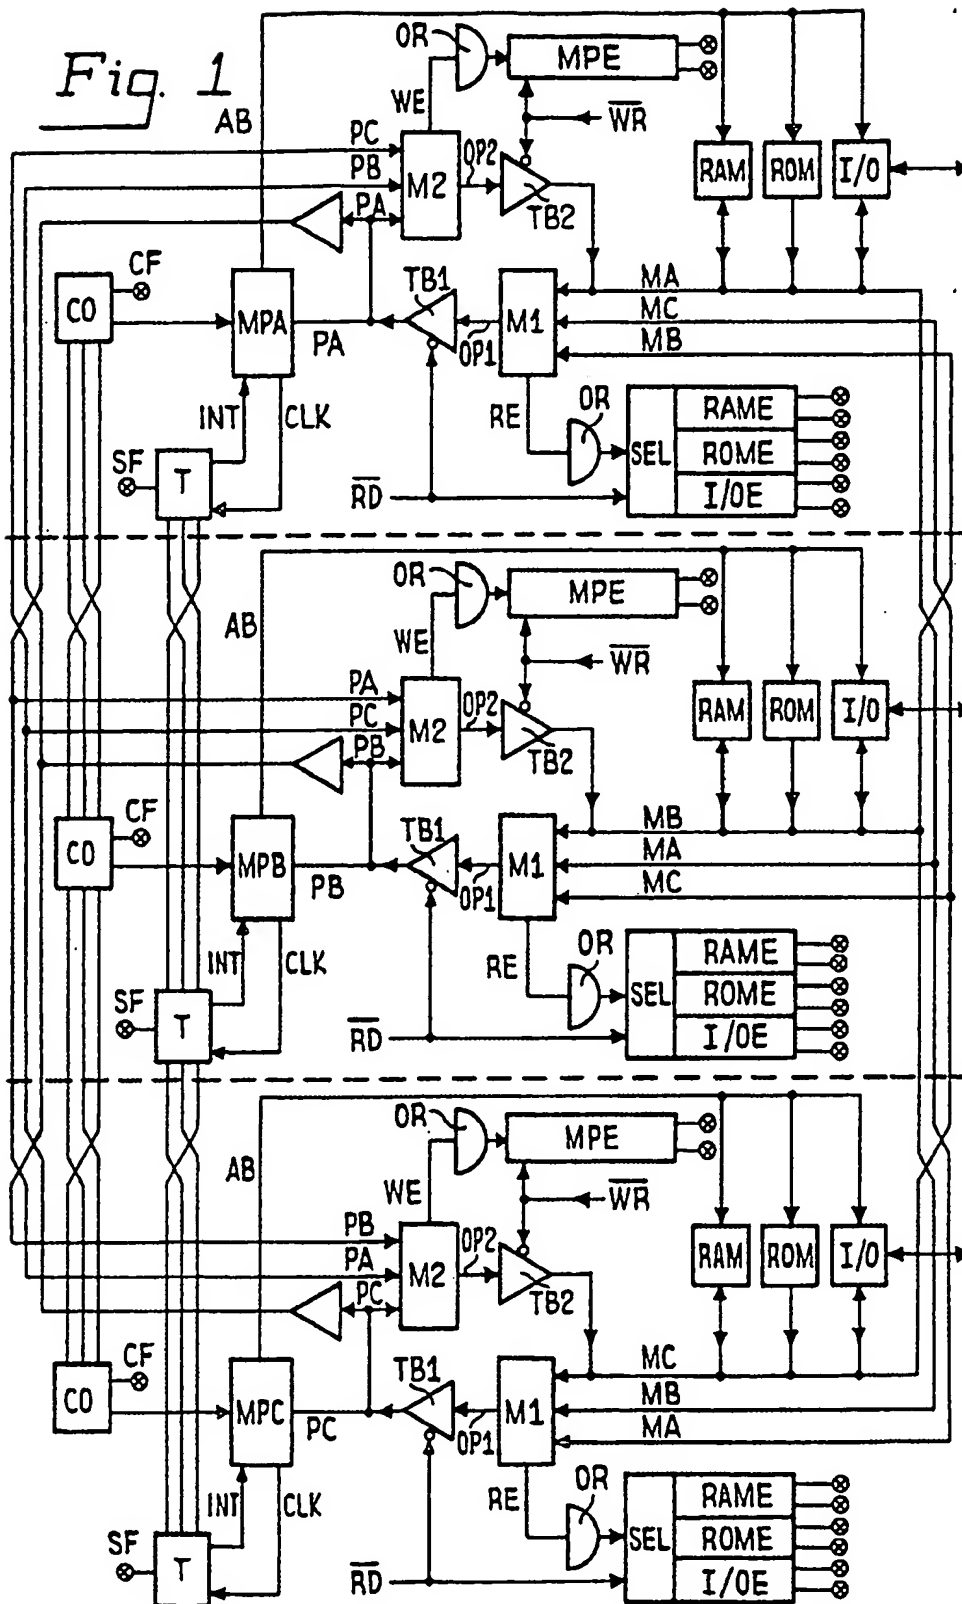 Fig. 1
OR
MPE
AB
WE
WR
PC
PB
PA
M2
OP2
TB2
RAM
ROM
I/O
CF
CO
MPA
PA
TB1
OP1
M1
MA
MC
MB
INT
CLK
RE
OR
SEL
RAME
ROME
I/OE
SF
T
RD
OR
MPE
AB
WE
WR
PA
PC
PB
M2
OP2
TB2
RAM
ROM
I/O
CF
CO
MPB
PB
TB1
OP1
M1
MB
MA
MC
INT
CLK
RE
OR
SEL
RAME
ROME
I/OE
SF
T
RD
OR
MPE
AB
WE
WR
PB
PA
PC
M2
OP2
TB2
RAM
ROM
I/O
CF
CO
MPC
PC
TB1
OP1
M1
MC
MB
MA
INT
CLK
RE
OR
SEL
RAME
ROME
I/OE
SF
T
RD